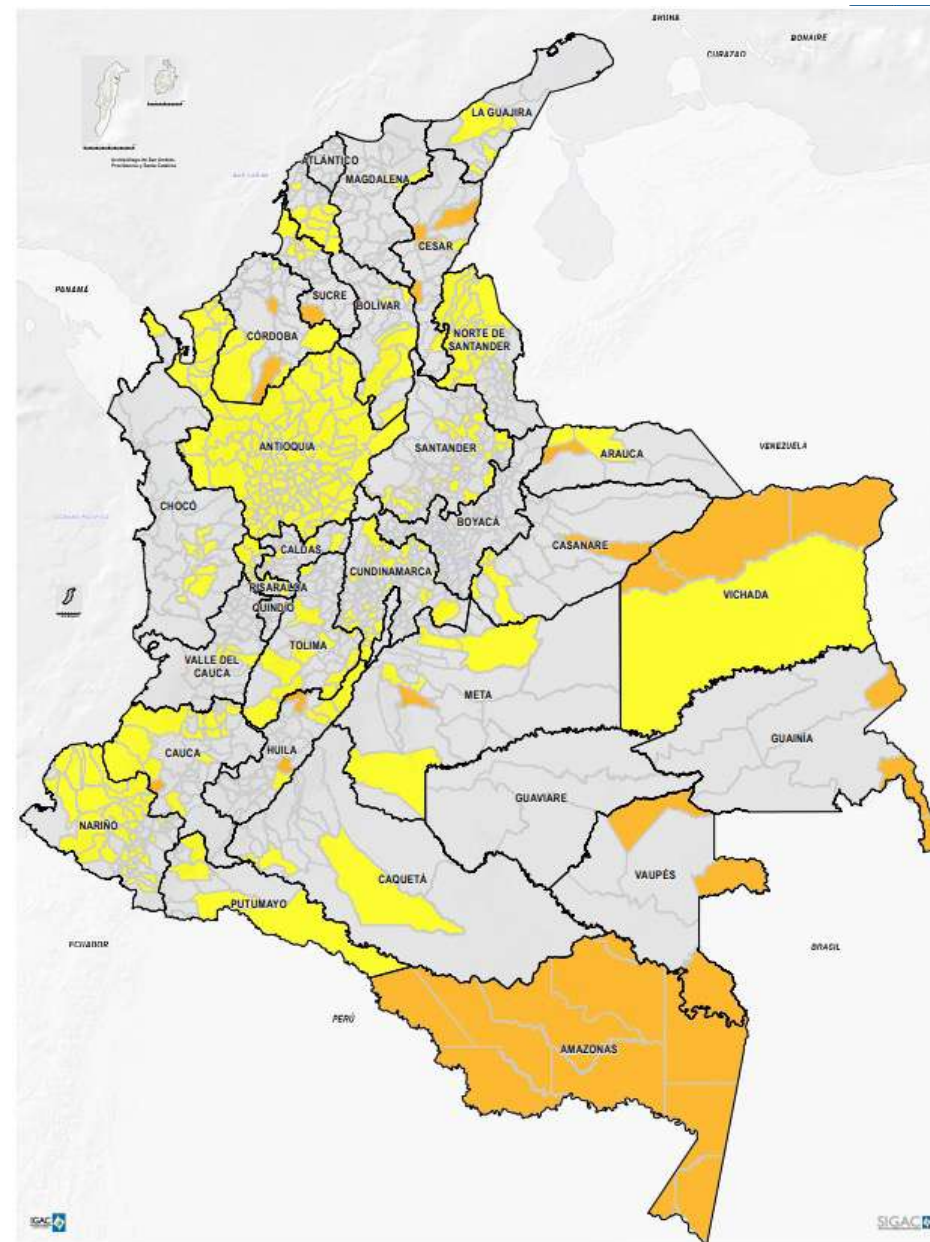 ARUBA
BONAIRE
CURAZAO
LA GUAJIRA
ATLÁNTICO
MAGDALENA
CESAR
PANAMÁ
SUCRE
BOLÍVAR
CÓRDOBA
NORTE DE
SANTANDER
ANTIOQUIA
SANTANDER
ARAUCA
VENEZUELA
CHOCÓ
BOYACÁ
CASANARE
CALDAS
CUNDINAMARCA
RISARALDA
QUINDÍO
VICHADA
TOLIMA
VALLE DEL
CAUCA
META
GUAINÍA
CAUCA
HUILA
GUAVIARE
NARIÑO
VAUPÉS
CAQUETÁ
PUTUMAYO
ECUADOR
BRASIL
PERÚ
AMAZONAS
IGAC
SIGAC